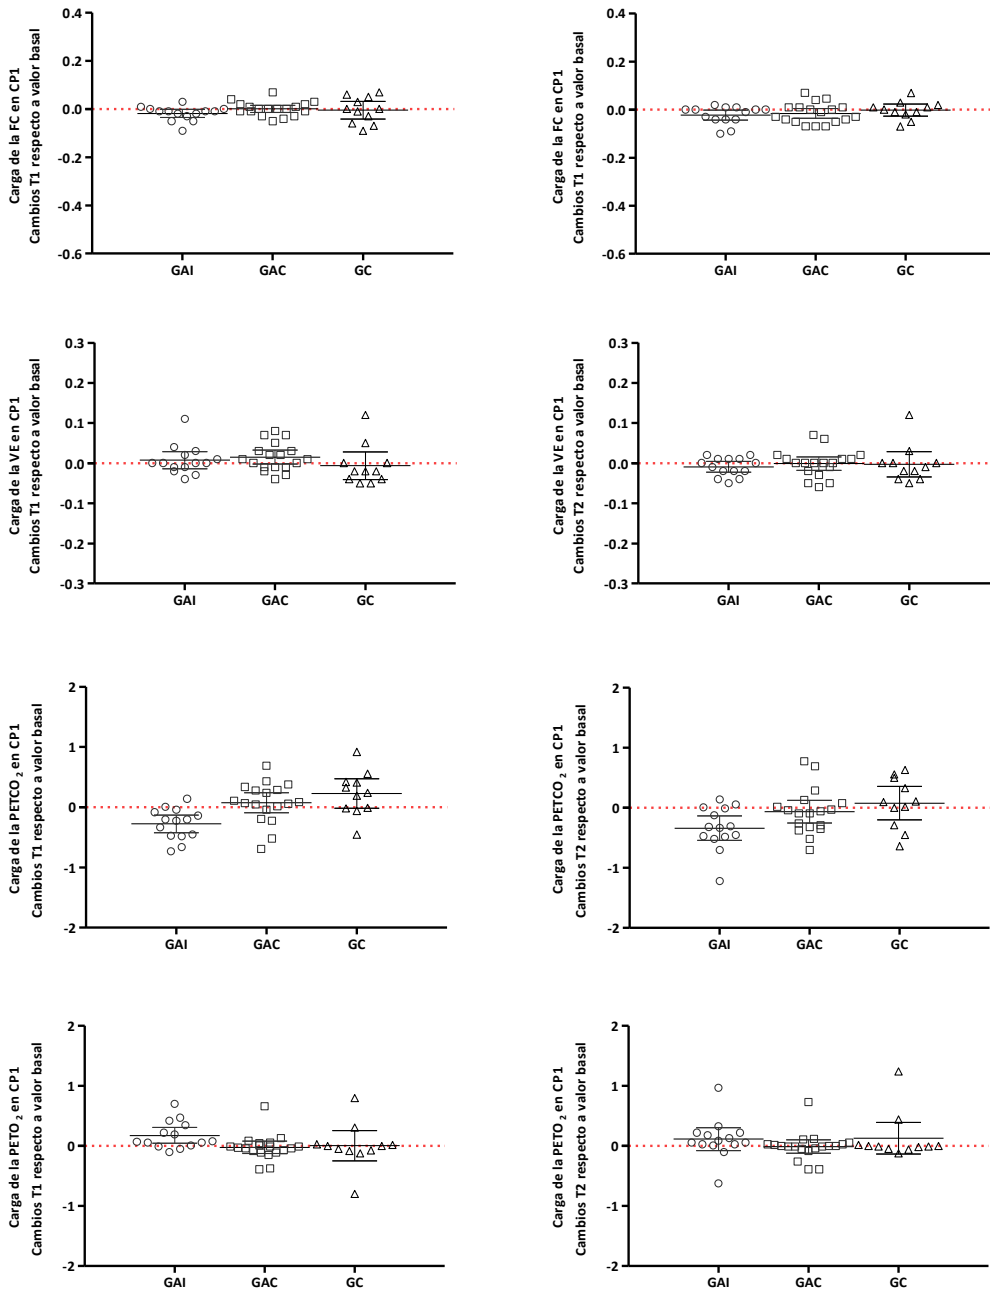 Carga de la FC en CP1
Cambios T1 respecto a valor basal
0.4
0.2
0.0
-0.2
-0.4
-0.6
GAI GAC GC
Carga de la FC en CP1
Cambios T1 respecto a valor basal
0.4
0.2
0.0
-0.2
-0.4
-0.6
GAI GAC GC
Carga de la VE en CP1
Cambios T1 respecto a valor basal
0.3
0.2
0.1
0.0
-0.1
-0.2
-0.3
GAI GAC GC
Carga de la VE en CP1
Cambios T2 respecto a valor basal
0.3
0.2
0.1
0.0
-0.1
-0.2
-0.3
GAI GAC GC
Carga de la PETCO₂ en CP1
Cambios T1 respecto a valor basal
2
1
0
-1
-2
GAI GAC GC
Carga de la PETCO₂ en CP1
Cambios T2 respecto a valor basal
2
1
0
-1
-2
GAI GAC GC
Carga de la PETO₂ en CP1
Cambios T1 respecto a valor basal
2
1
0
-1
-2
GAI GAC GC
Carga de la PETO₂ en CP1
Cambios T2 respecto a valor basal
2
1
0
-1
-2
GAI GAC GC